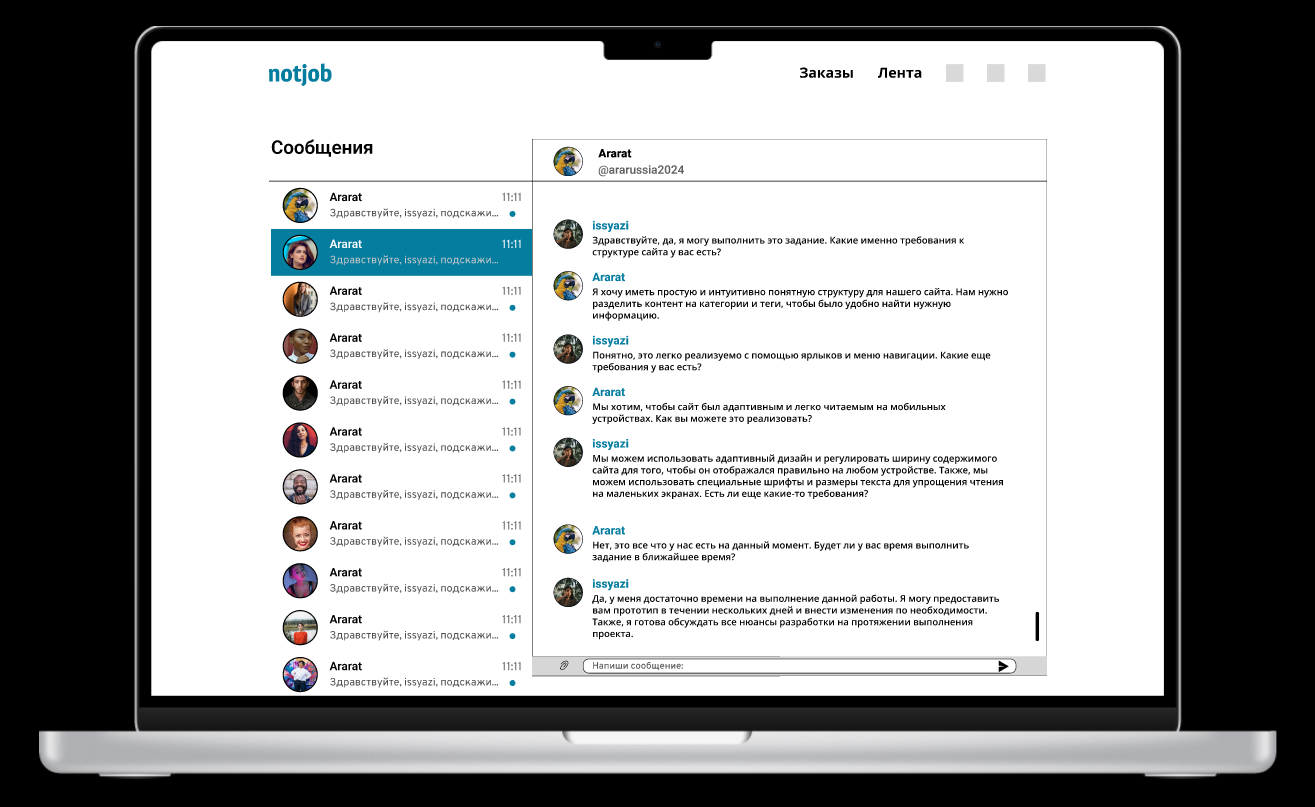 notjob
Заказы
Лента
Сообщения
Ararat
11:11
Здравствуйте, issyazi, подскажи...
Ararat
11:11
Здравствуйте, issyazi, подскажи...
Ararat
11:11
Здравствуйте, issyazi, подскажи...
Ararat
11:11
Здравствуйте, issyazi, подскажи...
Ararat
11:11
Здравствуйте, issyazi, подскажи...
Ararat
11:11
Здравствуйте, issyazi, подскажи...
Ararat
11:11
Здравствуйте, issyazi, подскажи...
Ararat
11:11
Здравствуйте, issyazi, подскажи...
Ararat
11:11
Здравствуйте, issyazi, подскажи...
Ararat
11:11
Здравствуйте, issyazi, подскажи...
Ararat
11:11
Здравствуйте, issyazi, подскажи...
Ararat
@ararussia2024
issyazi
Здравствуйте, да, я могу выполнить это задание. Какие именно требования к
структуре сайта у вас есть?
Ararat
Я хочу иметь простую и интуитивно понятную структуру для нашего сайта. Нам нужно
разделить контент на категории и теги, чтобы было удобно найти нужную
информацию.
issyazi
Понятно, это легко реализуемо с помощью ярлыков и меню навигации. Какие еще
требования у вас есть?
Ararat
Мы хотим, чтобы сайт был адаптивным и легко читаемым на мобильных
устройствах. Как вы можете это реализовать?
issyazi
Мы можем использовать адаптивный дизайн и регулировать ширину содержимого
сайта для того, чтобы он отображался правильно на любом устройстве. Также, мы
можем использовать специальные шрифты и размеры текста для упрощения чтения
на маленьких экранах. Есть ли еще какие-то требования?
Ararat
Нет, это все что у нас есть на данный момент. Будет ли у вас время выполнить
задание в ближайшее время?
issyazi
Да, у меня достаточно времени на выполнение данной работы. Я могу предоставить
вам прототип в течении нескольких дней и внести изменения по необходимости.
Также, я готова обсуждать все нюансы разработки на протяжении выполнения
проекта.
Напиши сообщение: